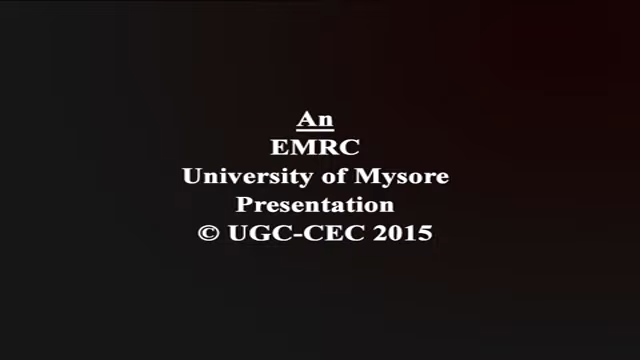 An
EMRC
University of Mysore
Presentation
© UGC-CEC 2015